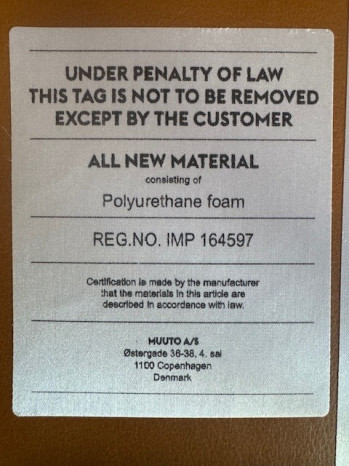 UNDER PENALTY OF LAW
THIS TAG IS NOT TO BE REMOVED
EXCEPT BY THE CUSTOMER
ALL NEW MATERIAL
consisting of
Polyurethane foam
REG.NO. IMP 164597
Certification is made by the manufacturer
that the materials in this article are
described in accordance with law.
MUUTO A/S
Østergade 36-38, 4. sal
1100 Copenhagen
Denmark